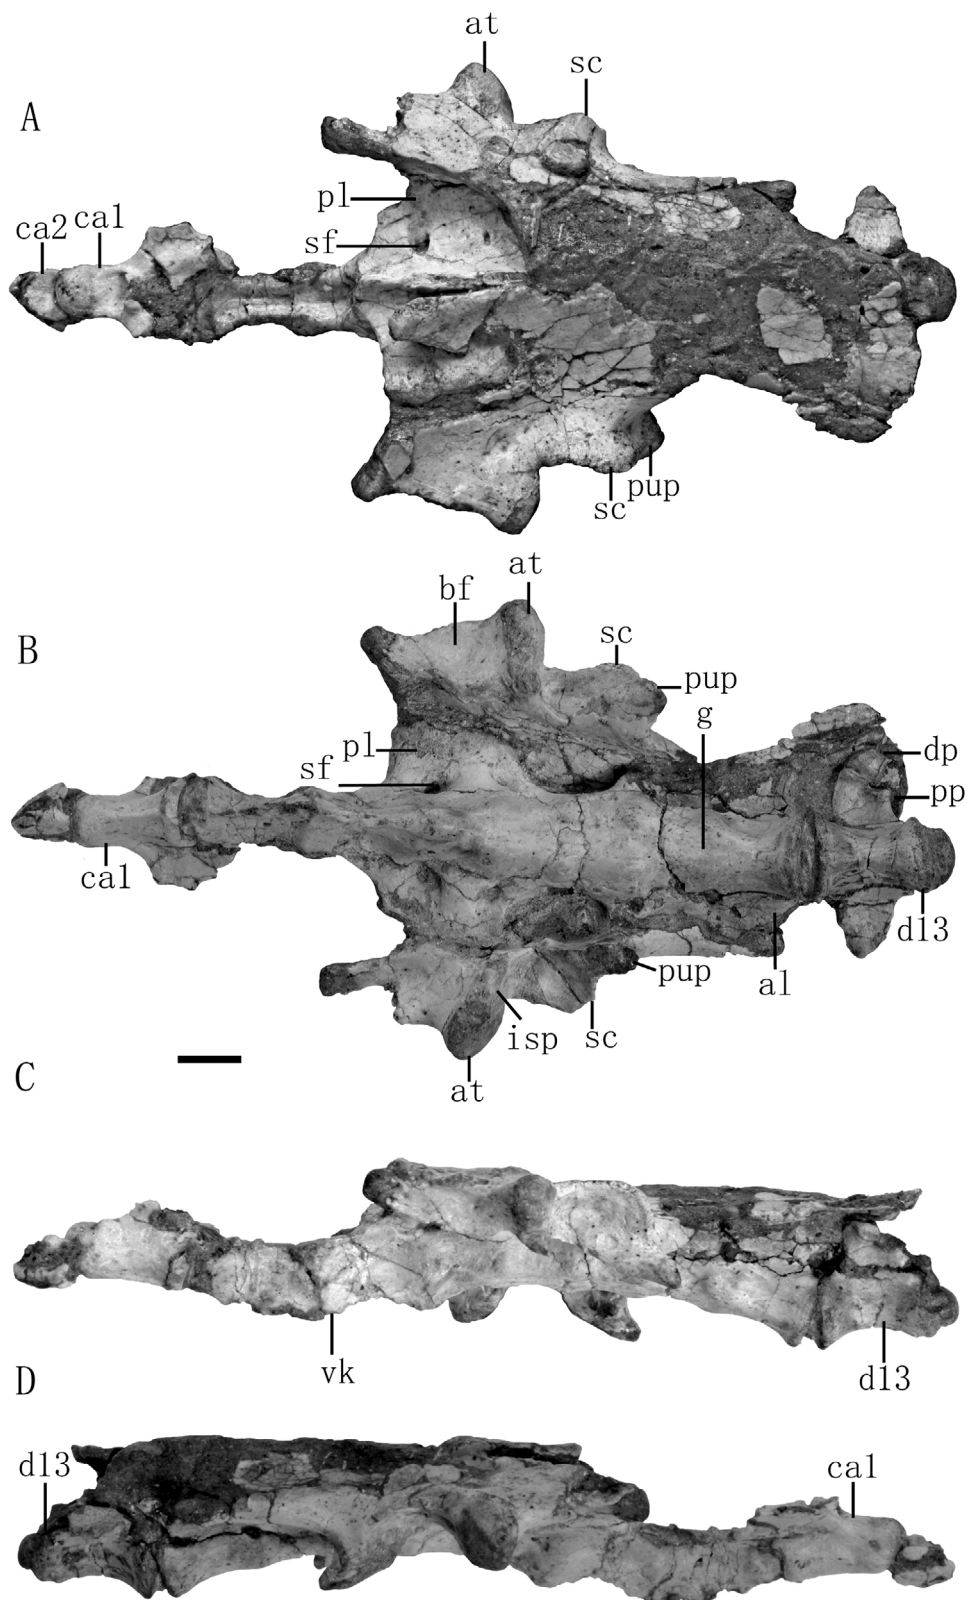 at
sc
A
pl
ca2 ca1
sf
sc pup
at
bf
B
sc
pup
g
pl
sf
dp
pp
ca1
d13
pup
al
isp sc
C
at
vk
d13
D
d13
ca1